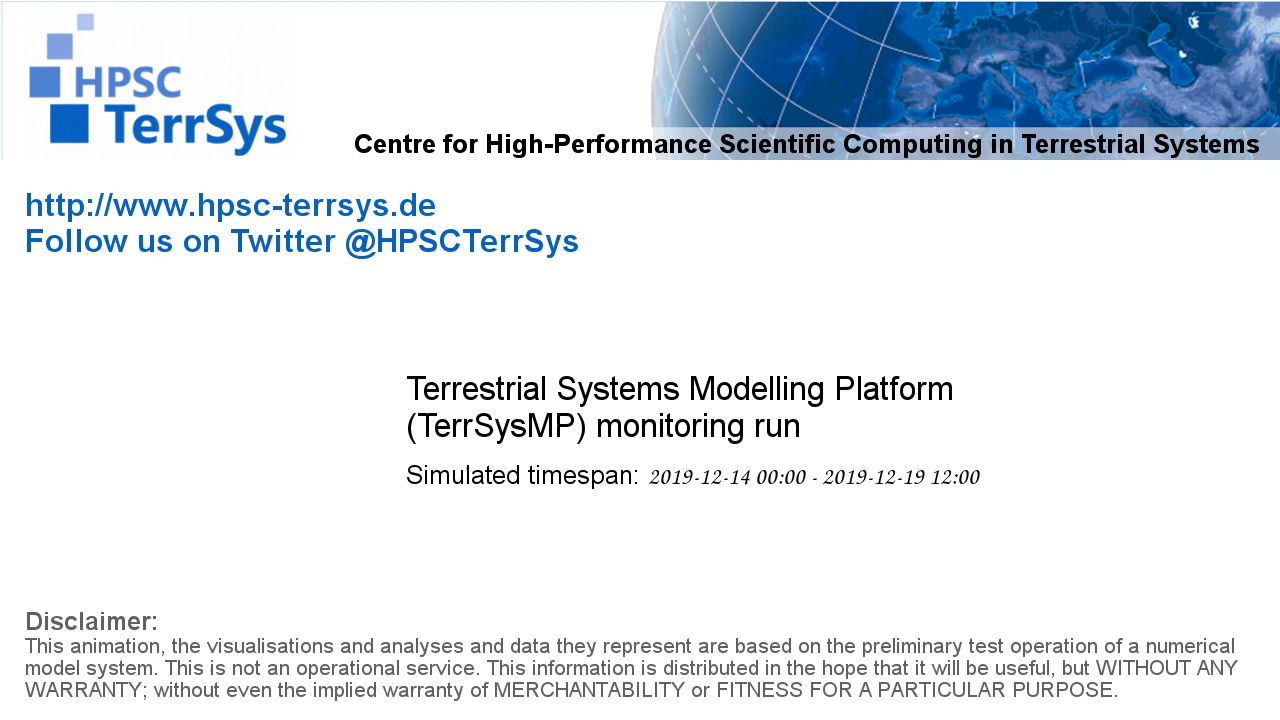 HPSC
TerrSys
Centre for High-Performance Scientific Computing in Terrestrial Systems
http://www.hpsc-terrsys.de
Follow us on Twitter @HPSCTerrSys
Terrestrial Systems Modelling Platform
(TerrSysMP) monitoring run
Simulated timespan: 2019-12-14 00:00 - 2019-12-19 12:00
Disclaimer:
This animation, the visualisations and analyses and data they represent are based on the preliminary test operation of a numerical
model system. This is not an operational service. This information is distributed in the hope that it will be useful, but WITHOUT ANY
WARRANTY; without even the implied warranty of MERCHANTABILITY or FITNESS FOR A PARTICULAR PURPOSE.